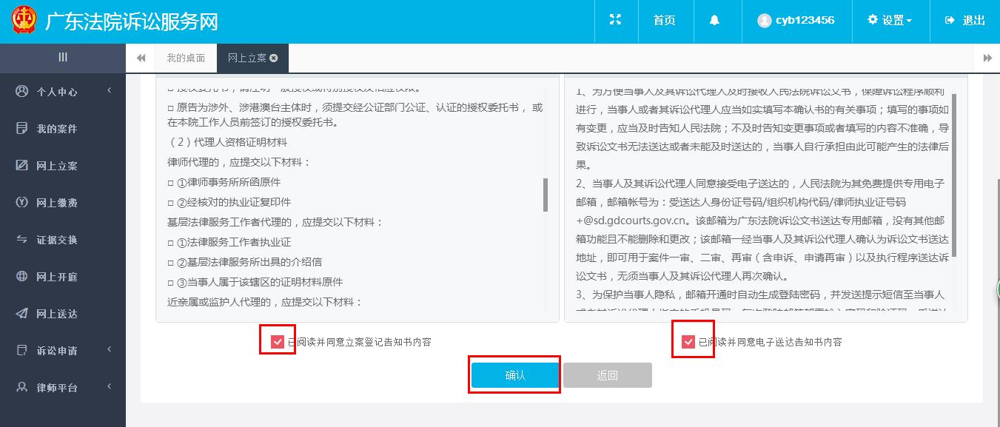 广东法院诉讼服务网
首页
cyb123456
设置
退出
我的桌面
网上立案
个人中心
我的案件
网上立案
网上缴费
证据交换
网上开庭
网上送达
诉讼申请
律师平台
□ 授权委托书，请注明一般授权或特别授权及相应权限。
□ 原告为涉外、涉港澳台主体时，须提交经公证部门公证、认证的授权委托书， 或
在本院工作人员前签订的授权委托书。
（2）代理人资格证明材料
律师代理的，应提交以下材料：
□ ①律师事务所所函原件
□ ②经核对的执业证复印件
基层法律服务工作者代理的，应提交以下材料：
□ ①法律服务工作者执业证
□ ②基层法律服务所出具的介绍信
□ ③当事人属于该辖区的证明材料原件
近亲属或监护人代理的，应提交以下材料：
1、为方便当事人及其诉讼代理人及时接收人民法院诉讼文书，保障诉讼程序顺利
进行，当事人或者其诉讼代理人应当如实填写本确认书的有关事项；填写的事项如
有变更，应当及时告知人民法院；不及时告知变更事项或者填写的内容不准确，导
致诉讼文书无法送达或者未能及时送达的，当事人自行承担由此可能产生的法律后
果。
2、当事人及其诉讼代理人同意接受电子送达的，人民法院为其免费提供专用电子
邮箱，邮箱帐号为：受送达人身份证号码/组织机构代码/律师执业证号码
+@sd.gdcourts.gov.cn。该邮箱为广东法院诉讼文书送达专用邮箱，没有其他邮
箱功能且不能删除和更改；该邮箱一经当事人及其诉讼代理人确认为诉讼文书送达
地址，即可用于案件一审、二审、再审（含申诉、申请再审）以及执行程序送达诉
讼文书，无须当事人及其诉讼代理人再次确认。
3、为保护当事人隐私，邮箱开通时自动生成登陆密码，并发送提示短信至当事人
已阅读并同意立案登记告知书内容
已阅读并同意电子送达告知书内容
确认
返回